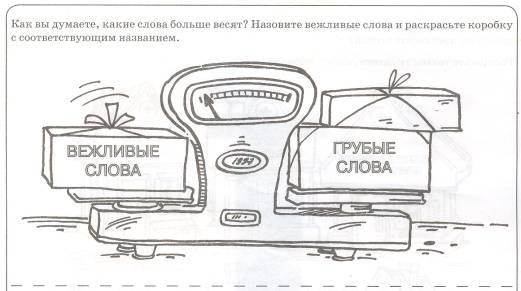 Как вы думаете, какие слова больше весят? Назовите вежливые слова и раскрасьте коробку
с соответствующим названием.
ВЕЖЛИВЫЕ
СЛОВА
ГРУБЫЕ
СЛОВА